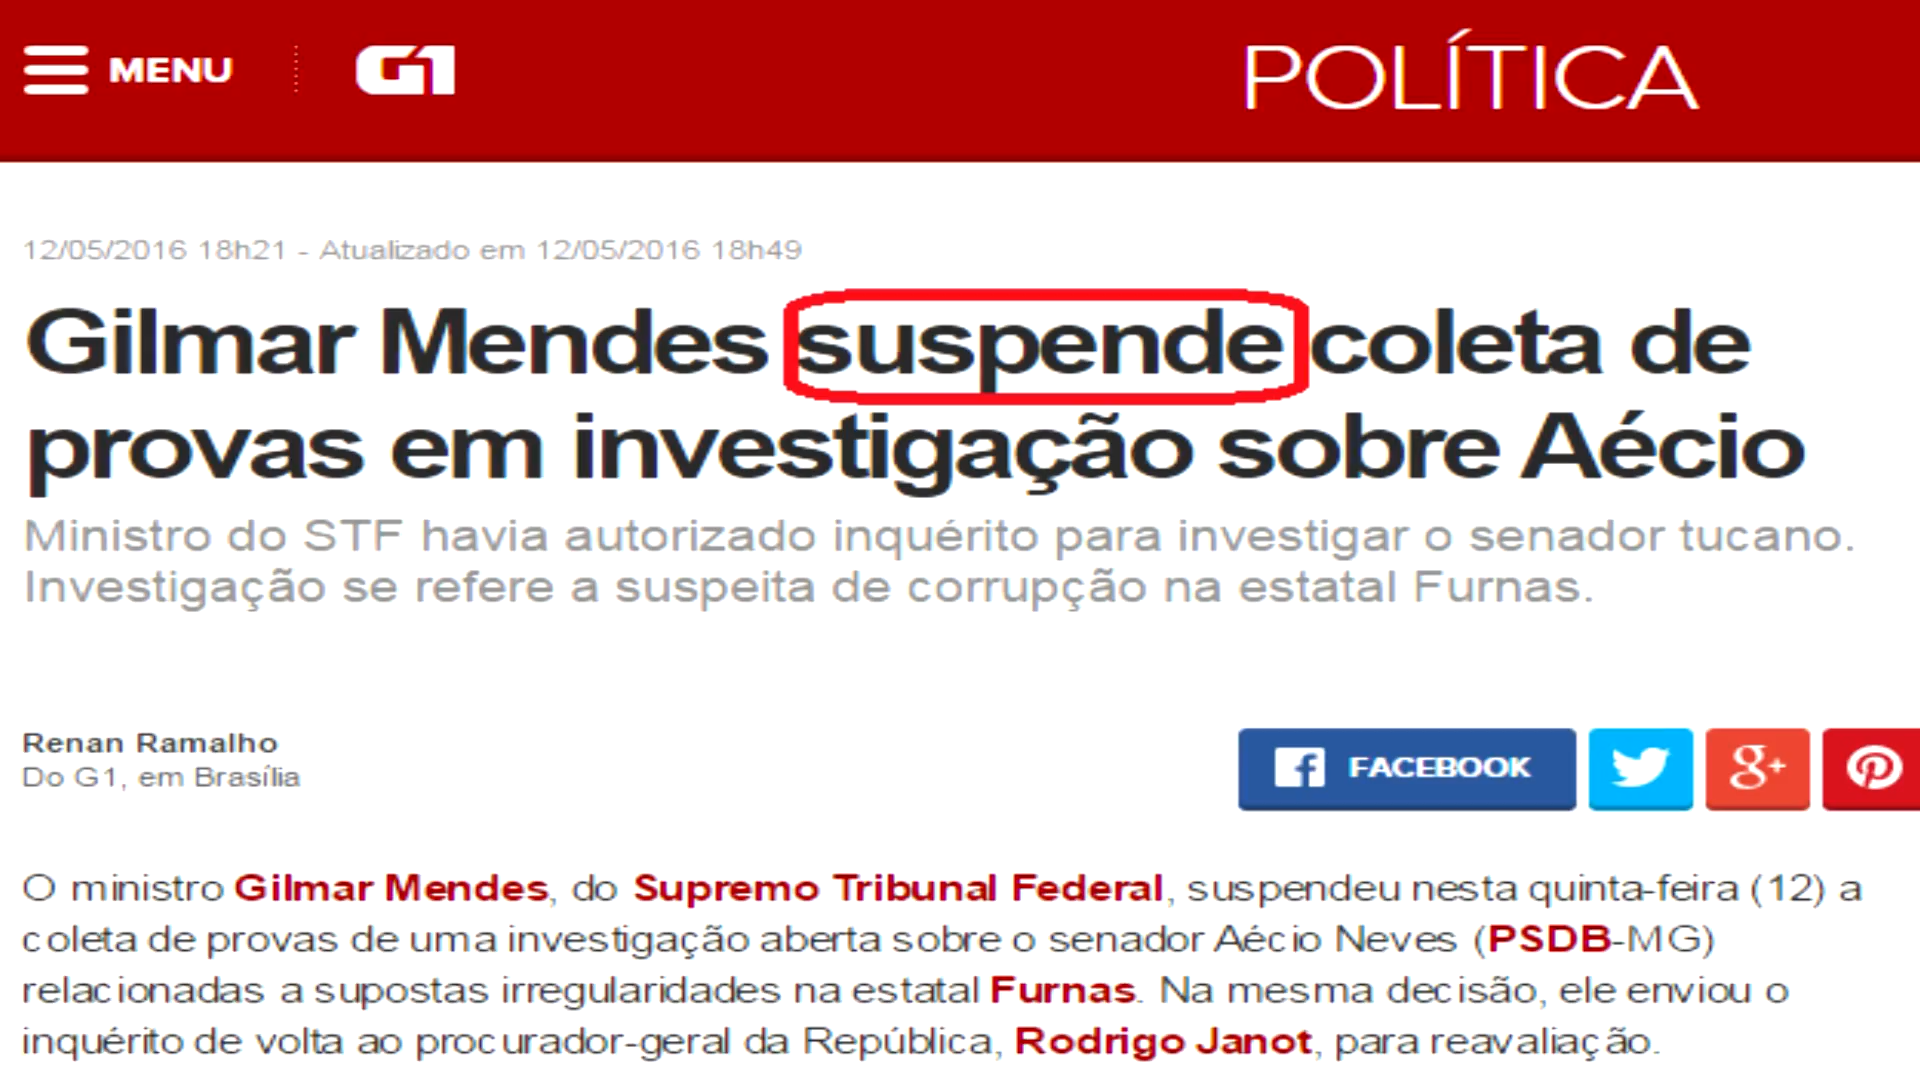 MENU G1 POLÍTICA
12/05/2016 18h21 - Atualizado em 12/05/2016 18h49
Gilmar Mendes suspende coleta de
provas em investigação sobre Aécio
Ministro do STF havia autorizado inquérito para investigar o senador tucano.
Investigação se refere a suspeita de corrupção na estatal Furnas.
Renan Ramalho
Do G1, em Brasília
FACEBOOK g+
O ministro Gilmar Mendes, do Supremo Tribunal Federal, suspendeu nesta quinta-feira (12) a
coleta de provas de uma investigação aberta sobre o senador Aécio Neves (PSDB-MG)
relacionadas a supostas irregularidades na estatal Furnas. Na mesma decisão, ele enviou o
inquérito de volta ao procurador-geral da República, Rodrigo Janot, para reavaliação.